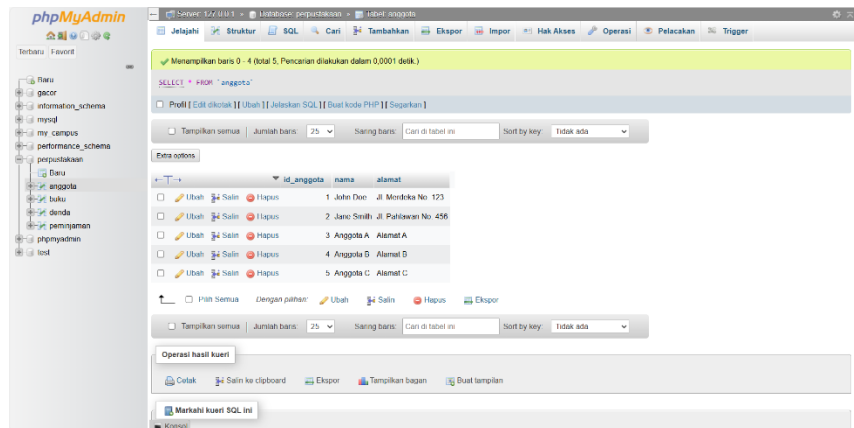 phpMyAdmin
Terbaru Favorit
Baru
gacor
information_schema
mysql
my_campus
performance_schema
perpustakaan
Baru
anggota
buku
denda
peminjaman
phpmyadmin
test
Server: 127.0.0.1 » Database: perpustakaan » Tabel: anggota
Jelajahi Struktur SQL Cari Tambahkan Ekspor Impor Hak Akses Operasi Pelacakan Trigger
Menampilkan baris 0 - 4 (total 5, Pencarian dilakukan dalam 0,0001 detik.)
SELECT * FROM `anggota`
Profil [ Edit dikotak ] [ Ubah ] [ Jelaskan SQL ] [ Buat kode PHP ] [ Segarkan ]
Tampilkan semua | Jumlah baris: 25 Saring baris: Cari di tabel ini Sort by key: Tidak ada
Extra options
←T→ id_anggota nama alamat
Ubah Salin Hapus 1 John Doe Jl. Merdeka No. 123
Ubah Salin Hapus 2 Jane Smith Jl. Pahlawan No. 456
Ubah Salin Hapus 3 Anggota A Alamat A
Ubah Salin Hapus 4 Anggota B Alamat B
Ubah Salin Hapus 5 Anggota C Alamat C
Pilih Semua Dengan pilihan: Ubah Salin Hapus Ekspor
Tampilkan semua | Jumlah baris: 25 Saring baris: Cari di tabel ini Sort by key: Tidak ada
Operasi hasil kueri
Cetak Salin ke clipboard Ekspor Tampilkan bagan Buat tampilan
Markahi kueri SQL ini
Konsol